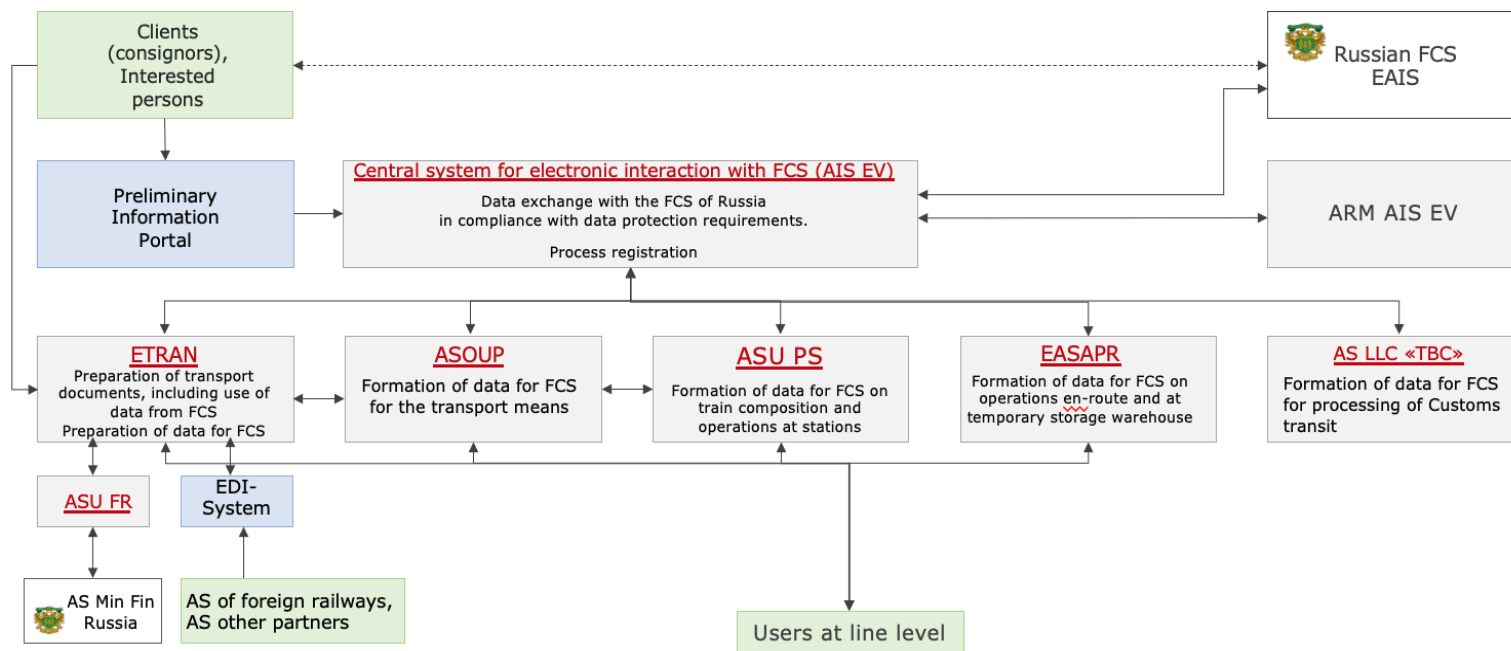 Clients
(consignors),
Interested
persons
Russian FCS
EAIS
Preliminary
Information
Portal
Central system for electronic interaction with FCS (AIS EV)
Data exchange with the FCS of Russia
in compliance with data protection requirements.
Process registration
ARM AIS EV
ETRAN
Preparation of transport
documents, including use of
data from FCS
Preparation of data for FCS
ASOUP
Formation of data for FCS
for the transport means
ASU PS
Formation of data for FCS on
train composition and
operations at stations
EASAPR
Formation of data for FCS on
operations en-route and at
temporary storage warehouse
AS LLC «TBC»
Formation of data for FCS
for processing of Customs
transit
ASU FR
EDI-
System
AS Min Fin
Russia
AS of foreign railways,
AS other partners
Users at line level